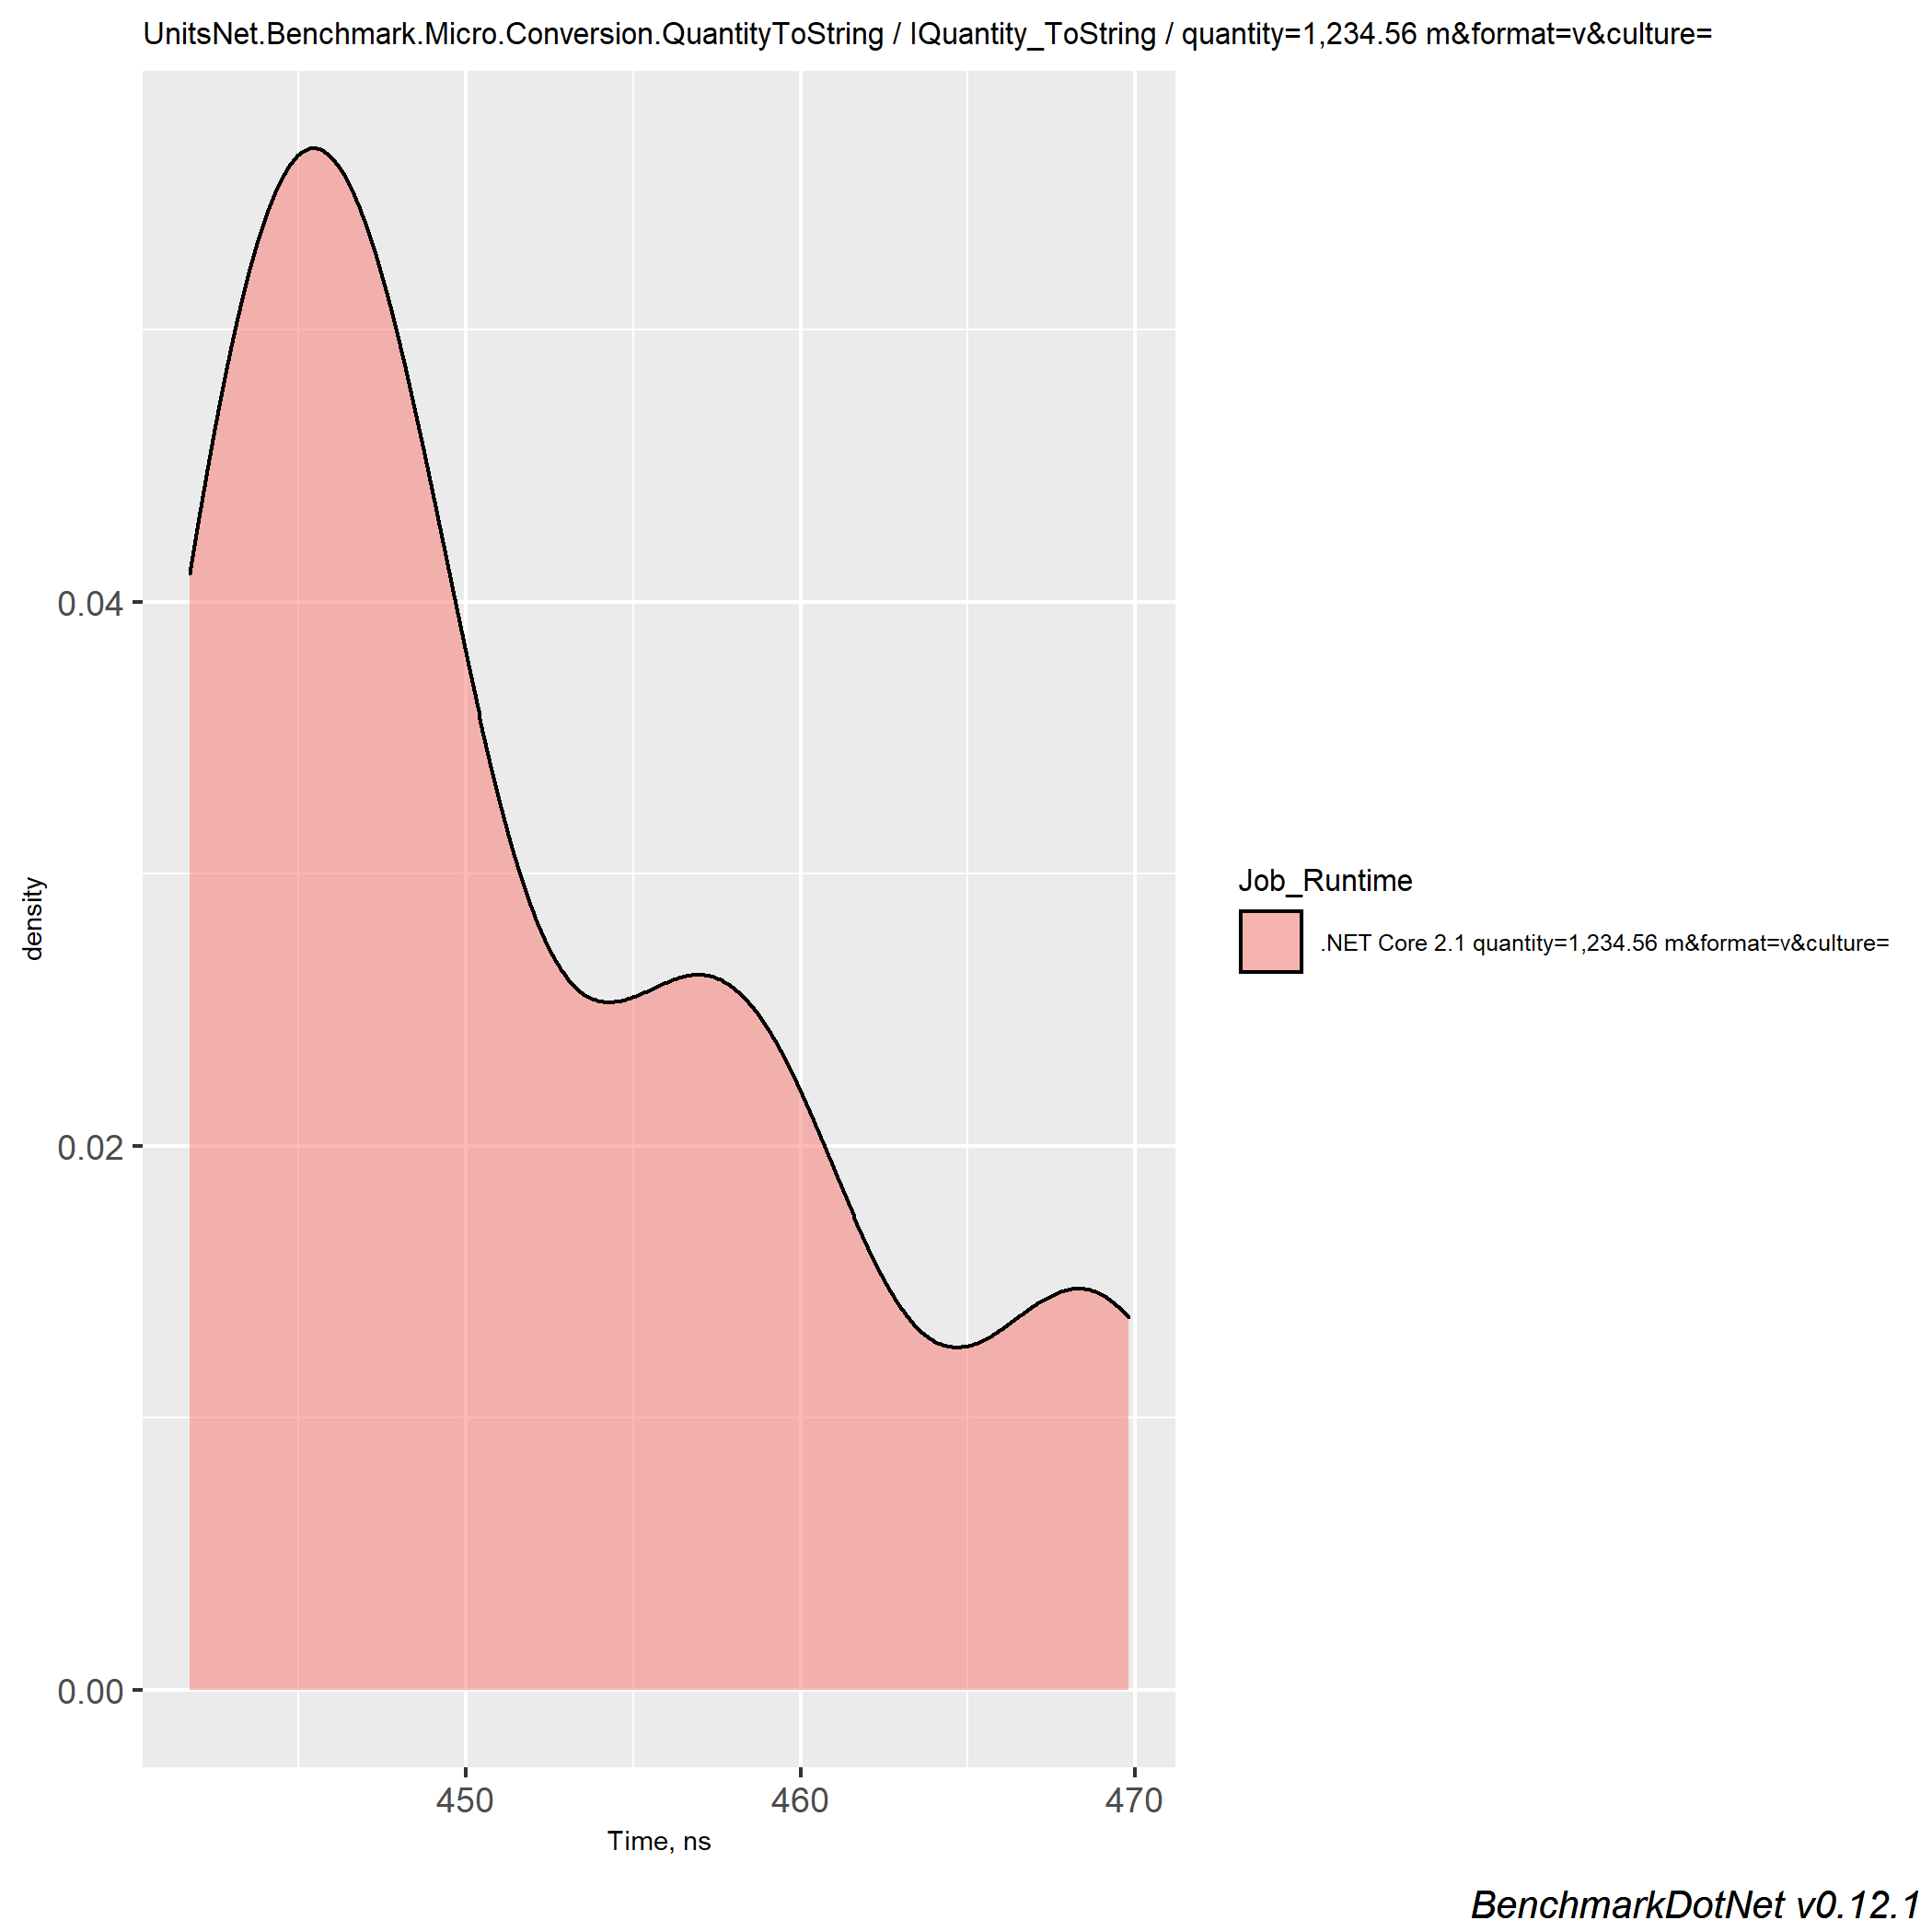 UnitsNet.Benchmark.Micro.Conversion.QuantityToString / IQuantity_ToString / quantity=1,234.56 m&format=v&culture=
0.04
0.02
0.00
density
450
460
470
Time, ns
Job_Runtime
.NET Core 2.1 quantity=1,234.56 m&format=v&culture=
BenchmarkDotNet v0.12.1